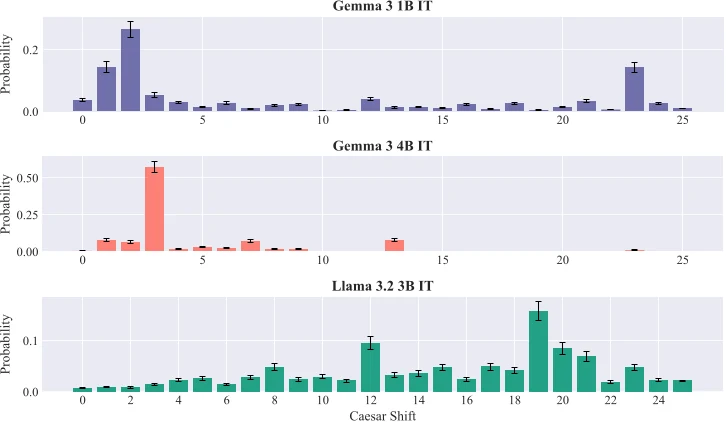 Gemma 3 1B IT
Probability
0.2
0.0
0 5 10 15 20 25
Gemma 3 4B IT
Probability
0.50
0.25
0.00
0 5 10 15 20 25
Llama 3.2 3B IT
Probability
0.1
0.0
0 2 4 6 8 10 12 14 16 18 20 22 24
Caesar Shift